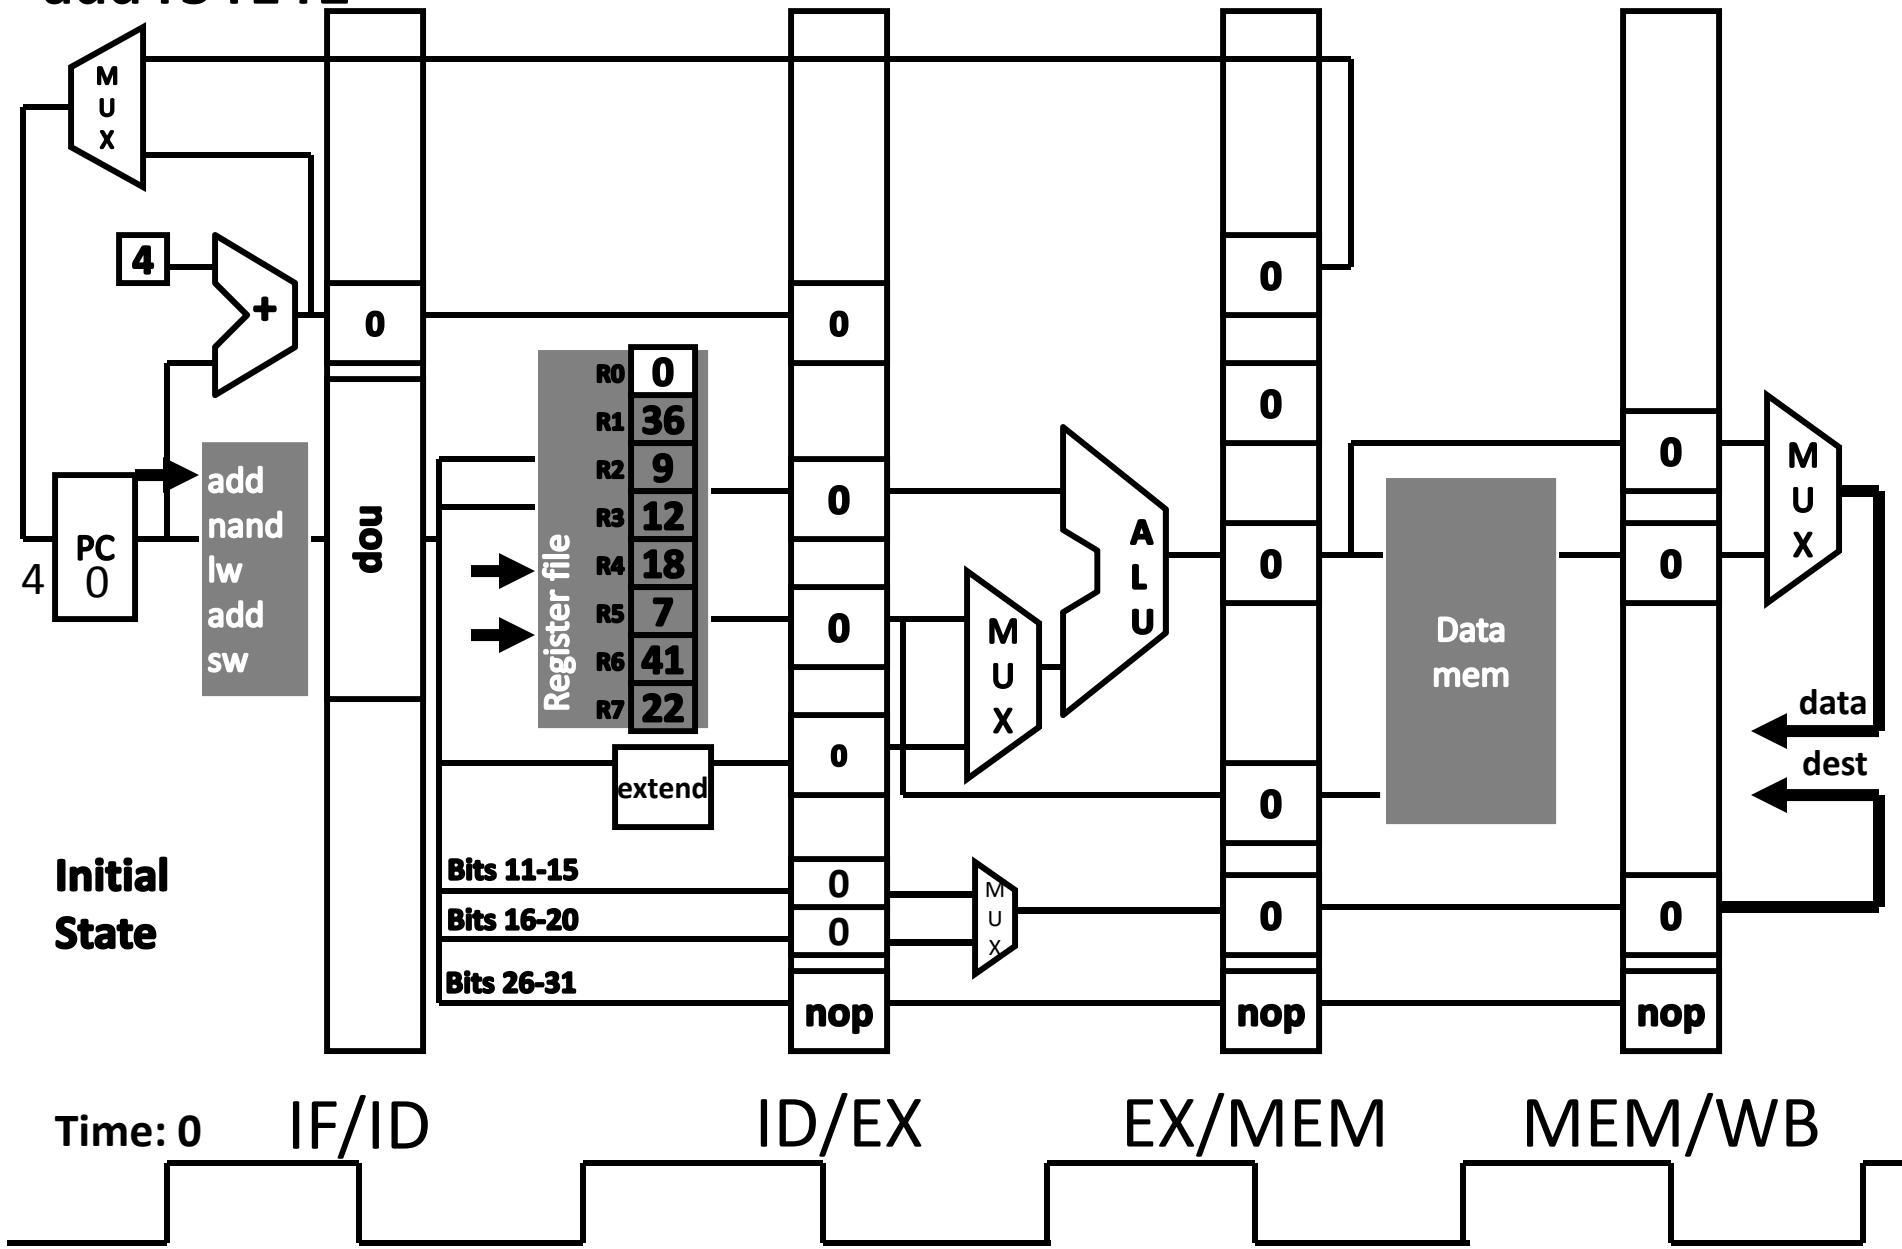 M
U
X
4
+
0
0
0
0
PC
0
4
add
nand
lw
add
sw
nop
Register file
R0 0
R1 36
R2 9
R3 12
R4 18
R5 7
R6 41
R7 22
extend
0
0
0
0
0
nop
M
U
X
A
L
U
M
U
X
0
0
0
nop
Data
mem
0
0
0
nop
M
U
X
data
dest
Bits 11-15
Bits 16-20
Bits 26-31
Initial
State
Time: 0
IF/ID
ID/EX
EX/MEM
MEM/WB